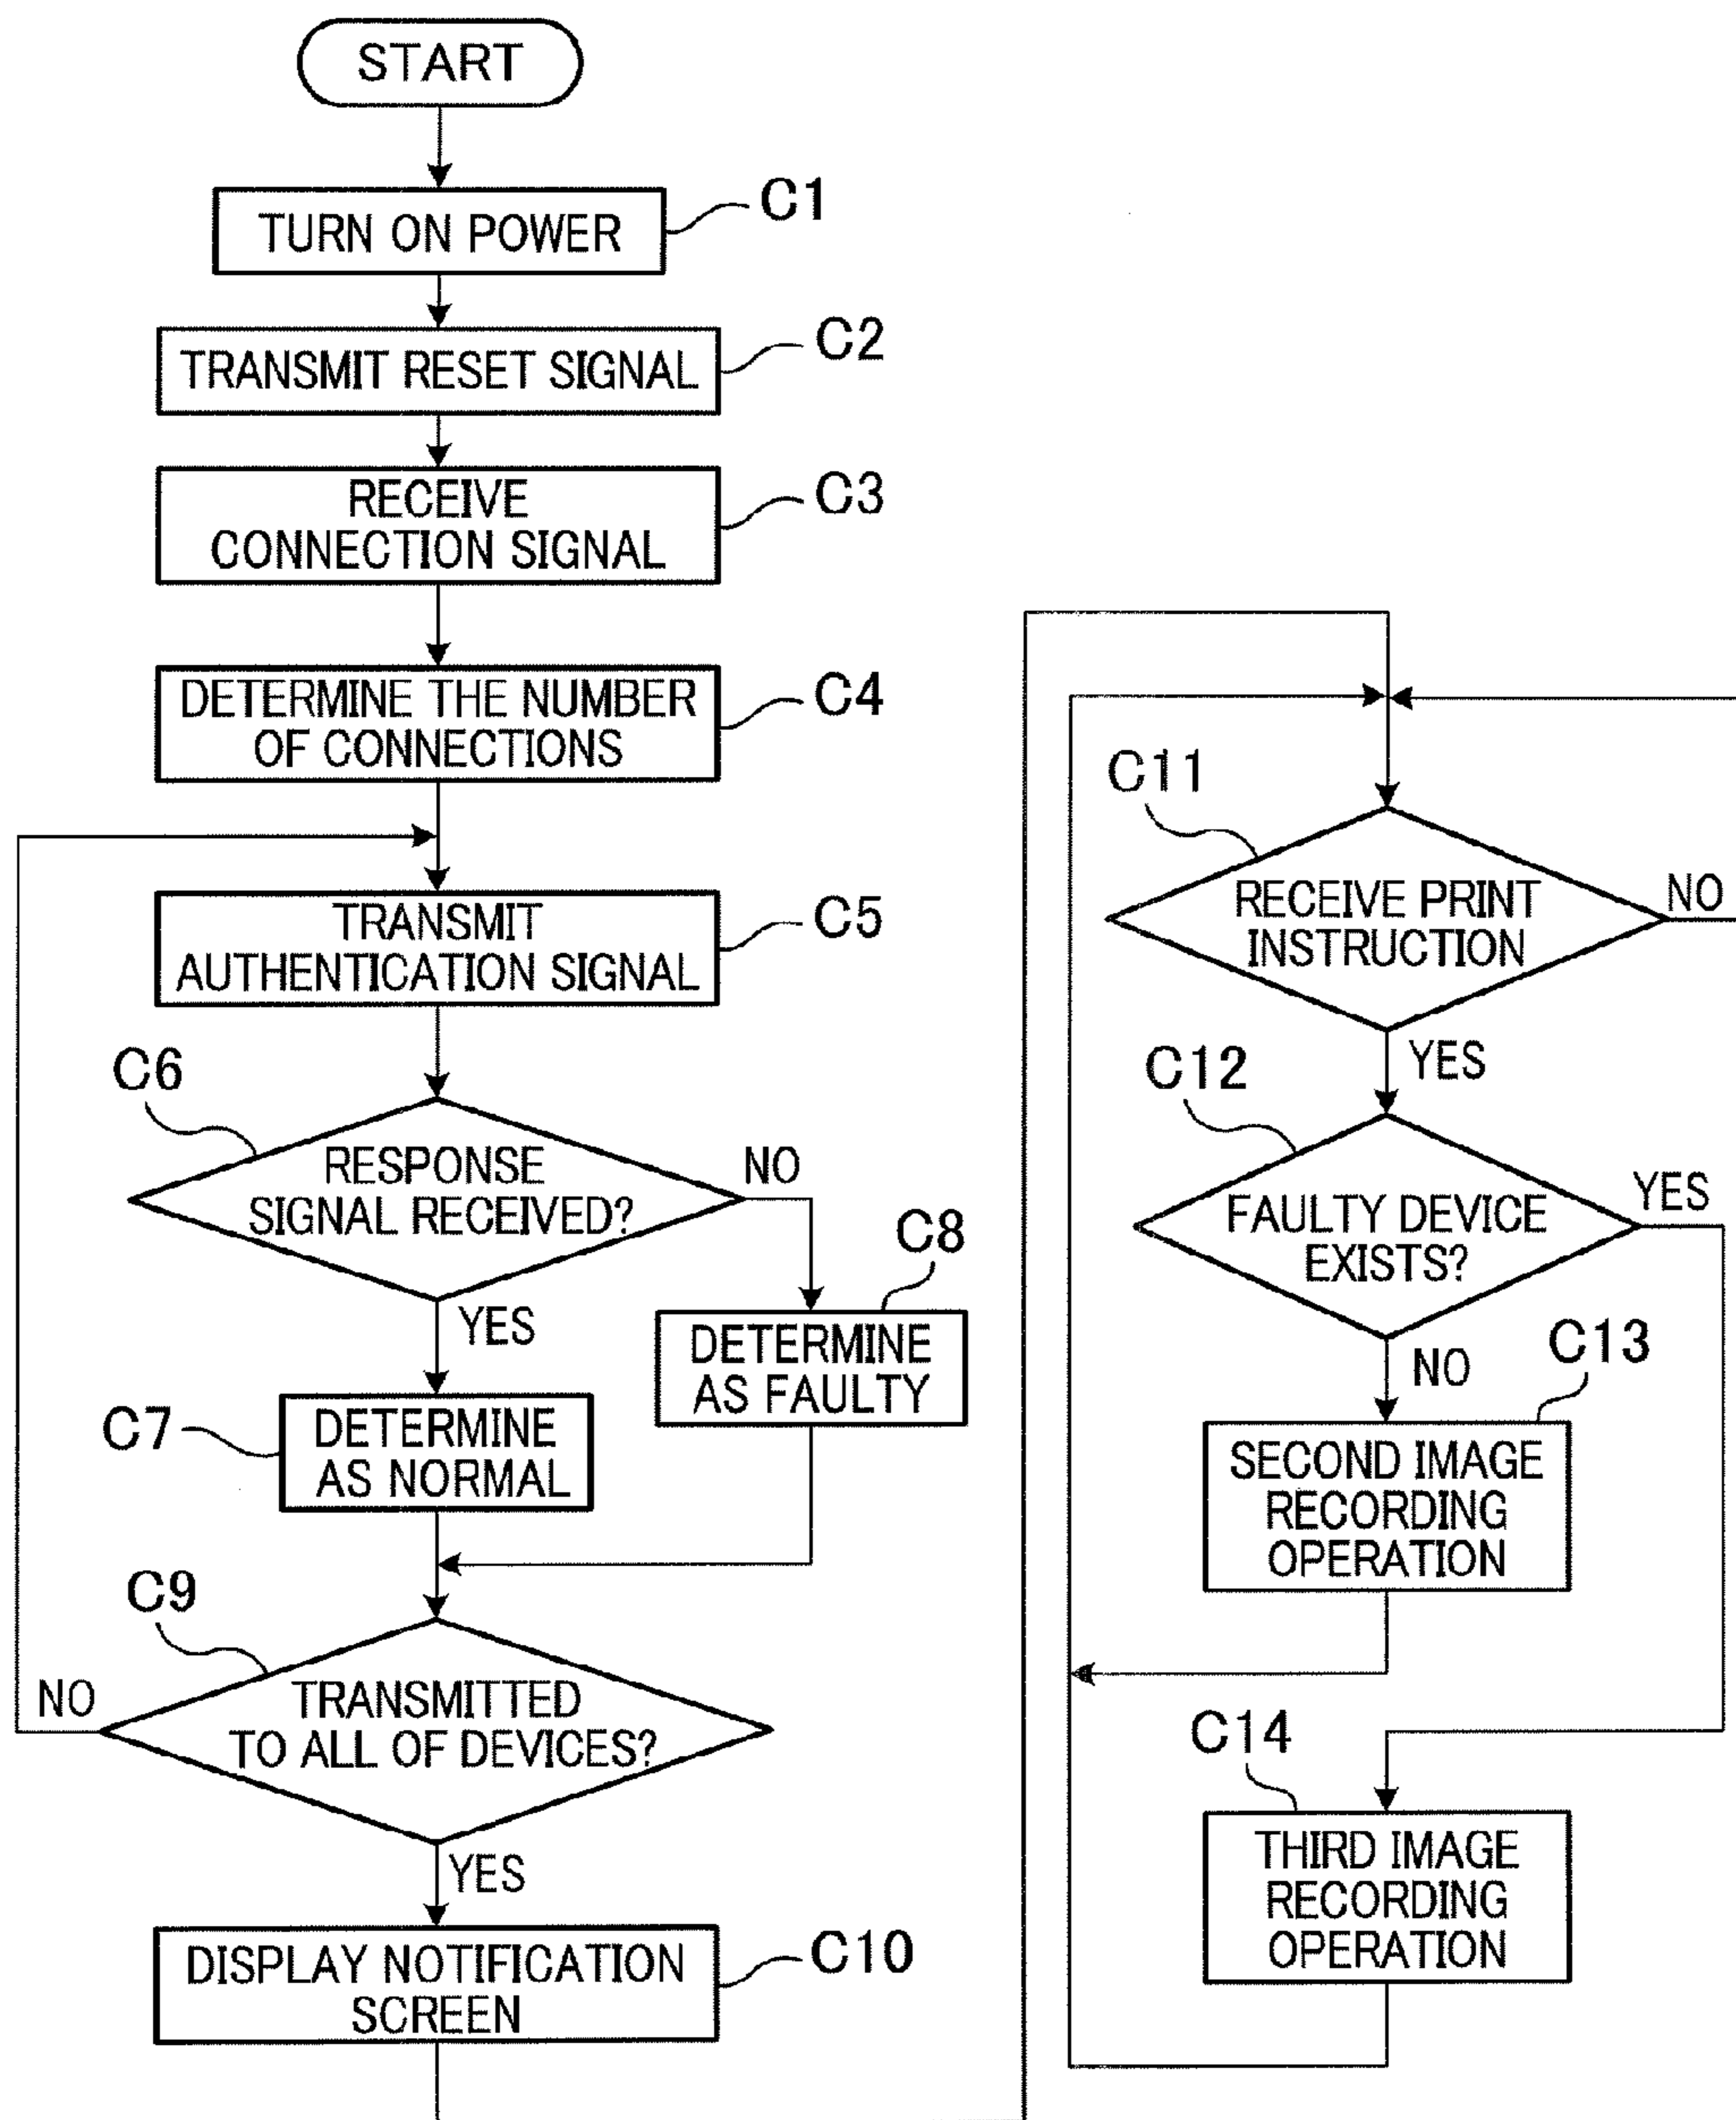 START
C1
TURN ON POWER
C2
TRANSMIT RESET SIGNAL
C3
RECEIVE
CONNECTION SIGNAL
C4
DETERMINE THE NUMBER
OF CONNECTIONS
C5
TRANSMIT
AUTHENTICATION SIGNAL
C6
RESPONSE
SIGNAL RECEIVED?
NO
YES
C8
DETERMINE
AS FAULTY
C7
DETERMINE
AS NORMAL
C9
TRANSMITTED
TO ALL OF DEVICES?
NO
YES
C10
DISPLAY NOTIFICATION
SCREEN
C11
RECEIVE PRINT
INSTRUCTION
NO
YES
C12
FAULTY DEVICE
EXISTS?
YES
NO
C13
SECOND IMAGE
RECORDING
OPERATION
C14
THIRD IMAGE
RECORDING
OPERATION